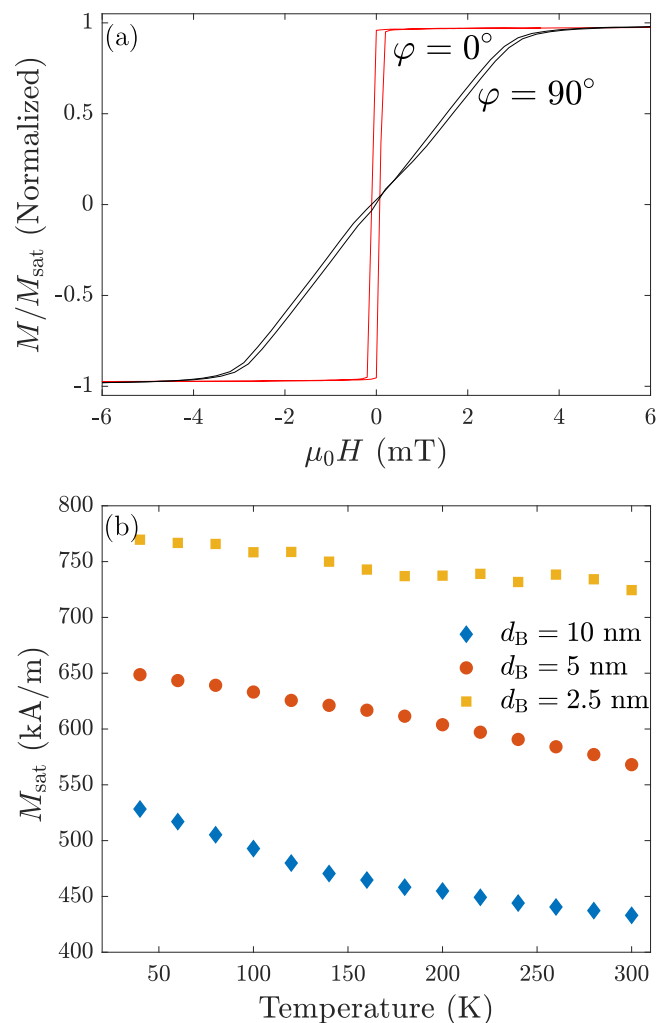 (a)
φ = 0°
φ = 90°
1
0.5
0
-0.5
-1
M/M_sat (Normalized)
-6 -4 -2 0 2 4 6
μ₀H (mT)
(b)
800
750
700
650
600
550
500
450
400
M_sat (kA/m)
d_B = 10 nm
d_B = 5 nm
d_B = 2.5 nm
50 100 150 200 250 300
Temperature (K)